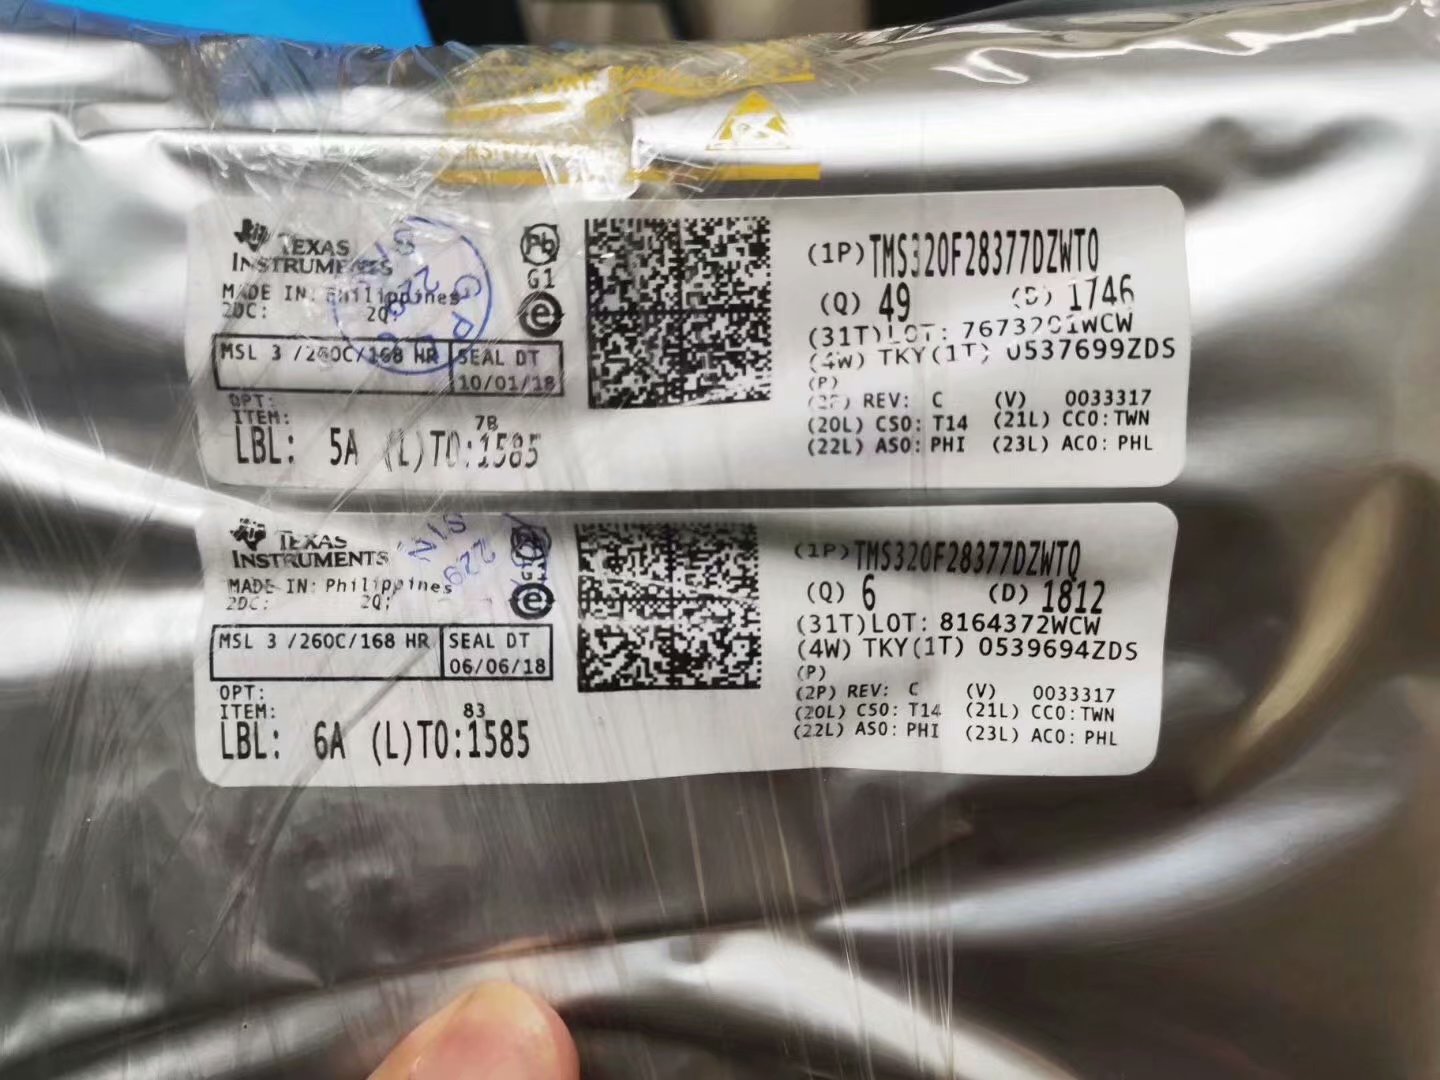 TEXAS
INSTRUMENTS
MADE IN: Philippines
2DC: 2Q:
MSL 3 /260C/168 HR
SEAL DT
10/01/18
OPT:
ITEM:
7B
LBL: 5A (L)TO:1585
Pb
G1
e
(1P)TMS320F28377DZWTQ
(Q) 49 (D) 1746
(31T)LOT: 7673201WCW
(4W) TKY(1T) 0537699ZDS
(P)
(2P) REV: C (V) 0033317
(20L) CSO: T14 (21L) CCO:TWN
(22L) ASO: PHI (23L) ACO: PHL
TEXAS
INSTRUMENTS
MADE IN: Philippines
2DC: 2Q:
MSL 3 /260C/168 HR
SEAL DT
06/06/18
OPT:
ITEM:
83
LBL: 6A (L)TO:1585
G1
e
SIN
229
(1P)TMS320F28377DZWTQ
(Q) 6 (D) 1812
(31T)LOT: 8164372WCW
(4W) TKY(1T) 0539694ZDS
(P)
(2P) REV: C (V) 0033317
(20L) CSO: T14 (21L) CCO:TWN
(22L) ASO: PHI (23L) ACO: PHL